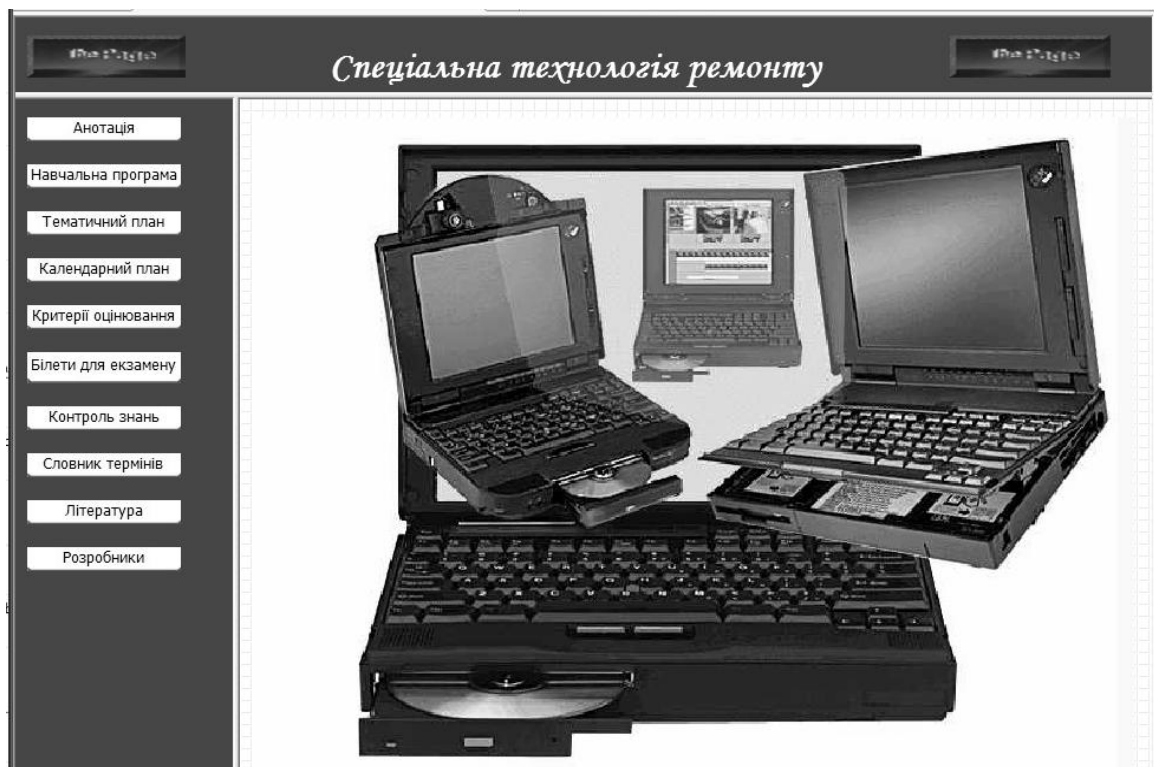 Спеціальна технологія ремонту
Анотація
Навчальна програма
Тематичний план
Календарний план
Критерії оцінювання
Білети для екзамену
Контроль знань
Словник термінів
Література
Розробники